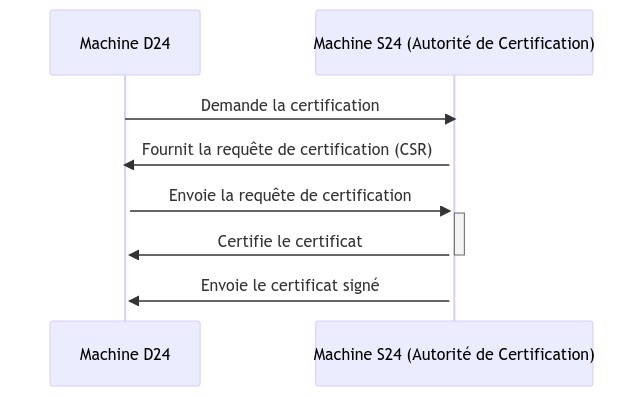 Machine D24
Machine S24 (Autorité de Certification)
Demande la certification
Fournit la requête de certification (CSR)
Envoie la requête de certification
Certifie le certificat
Envoie le certificat signé
Machine D24
Machine S24 (Autorité de Certification)